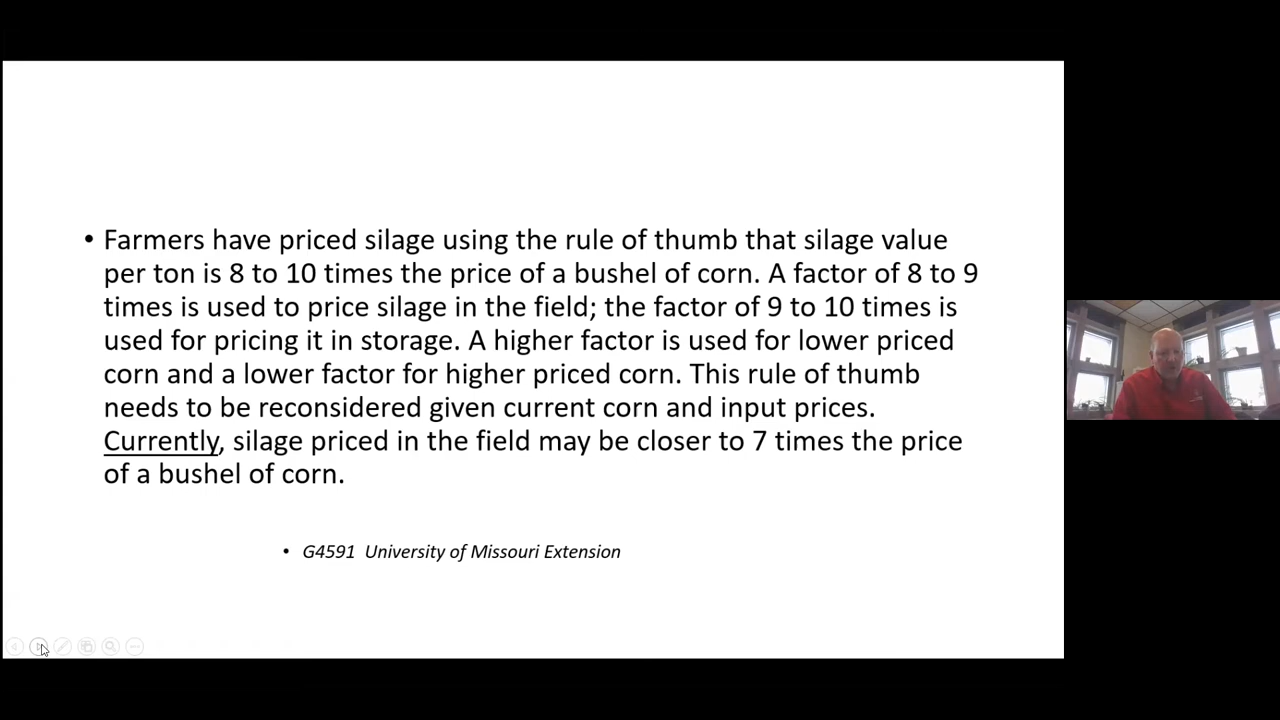 • Farmers have priced silage using the rule of thumb that silage value
per ton is 8 to 10 times the price of a bushel of corn. A factor of 8 to 9
times is used to price silage in the field; the factor of 9 to 10 times is
used for pricing it in storage. A higher factor is used for lower priced
corn and a lower factor for higher priced corn. This rule of thumb
needs to be reconsidered given current corn and input prices.
Currently, silage priced in the field may be closer to 7 times the price
of a bushel of corn.
• G4591 University of Missouri Extension